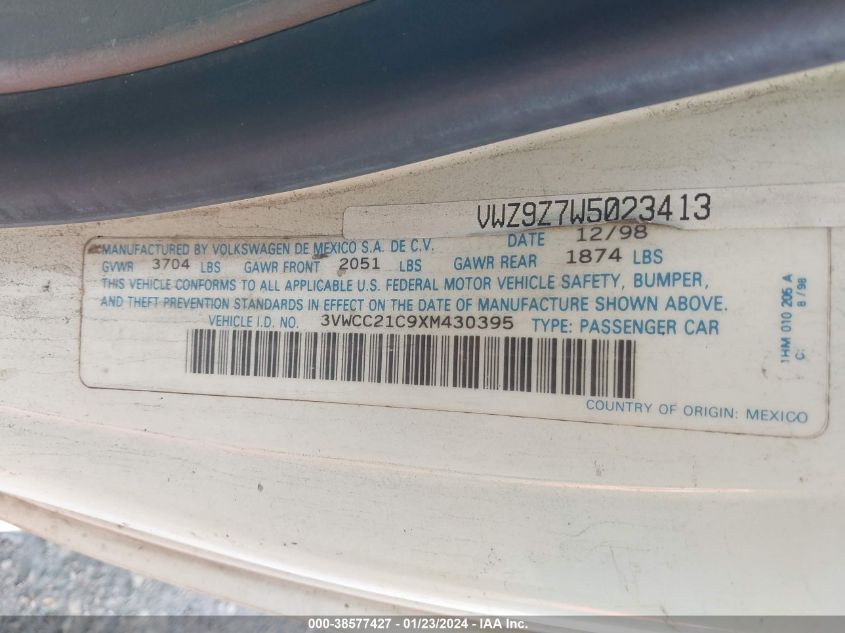 VWZ9Z7W5023413
MANUFACTURED BY VOLKSWAGEN DE MEXICO S.A. DE C.V. DATE 12/98
GVWR 3704 LBS GAWR FRONT 2051 LBS GAWR REAR 1874 LBS
THIS VEHICLE CONFORMS TO ALL APPLICABLE U.S. FEDERAL MOTOR VEHICLE SAFETY, BUMPER,
AND THEFT PREVENTION STANDARDS IN EFFECT ON THE DATE OF MANUFACTURE SHOWN ABOVE.
VEHICLE I.D. NO. 3VWCC21C9XM430395 TYPE: PASSENGER CAR
COUNTRY OF ORIGIN: MEXICO
1HM 010 205 A
C: 8/98
000-38577427 - 01/23/2024 - IAA Inc.